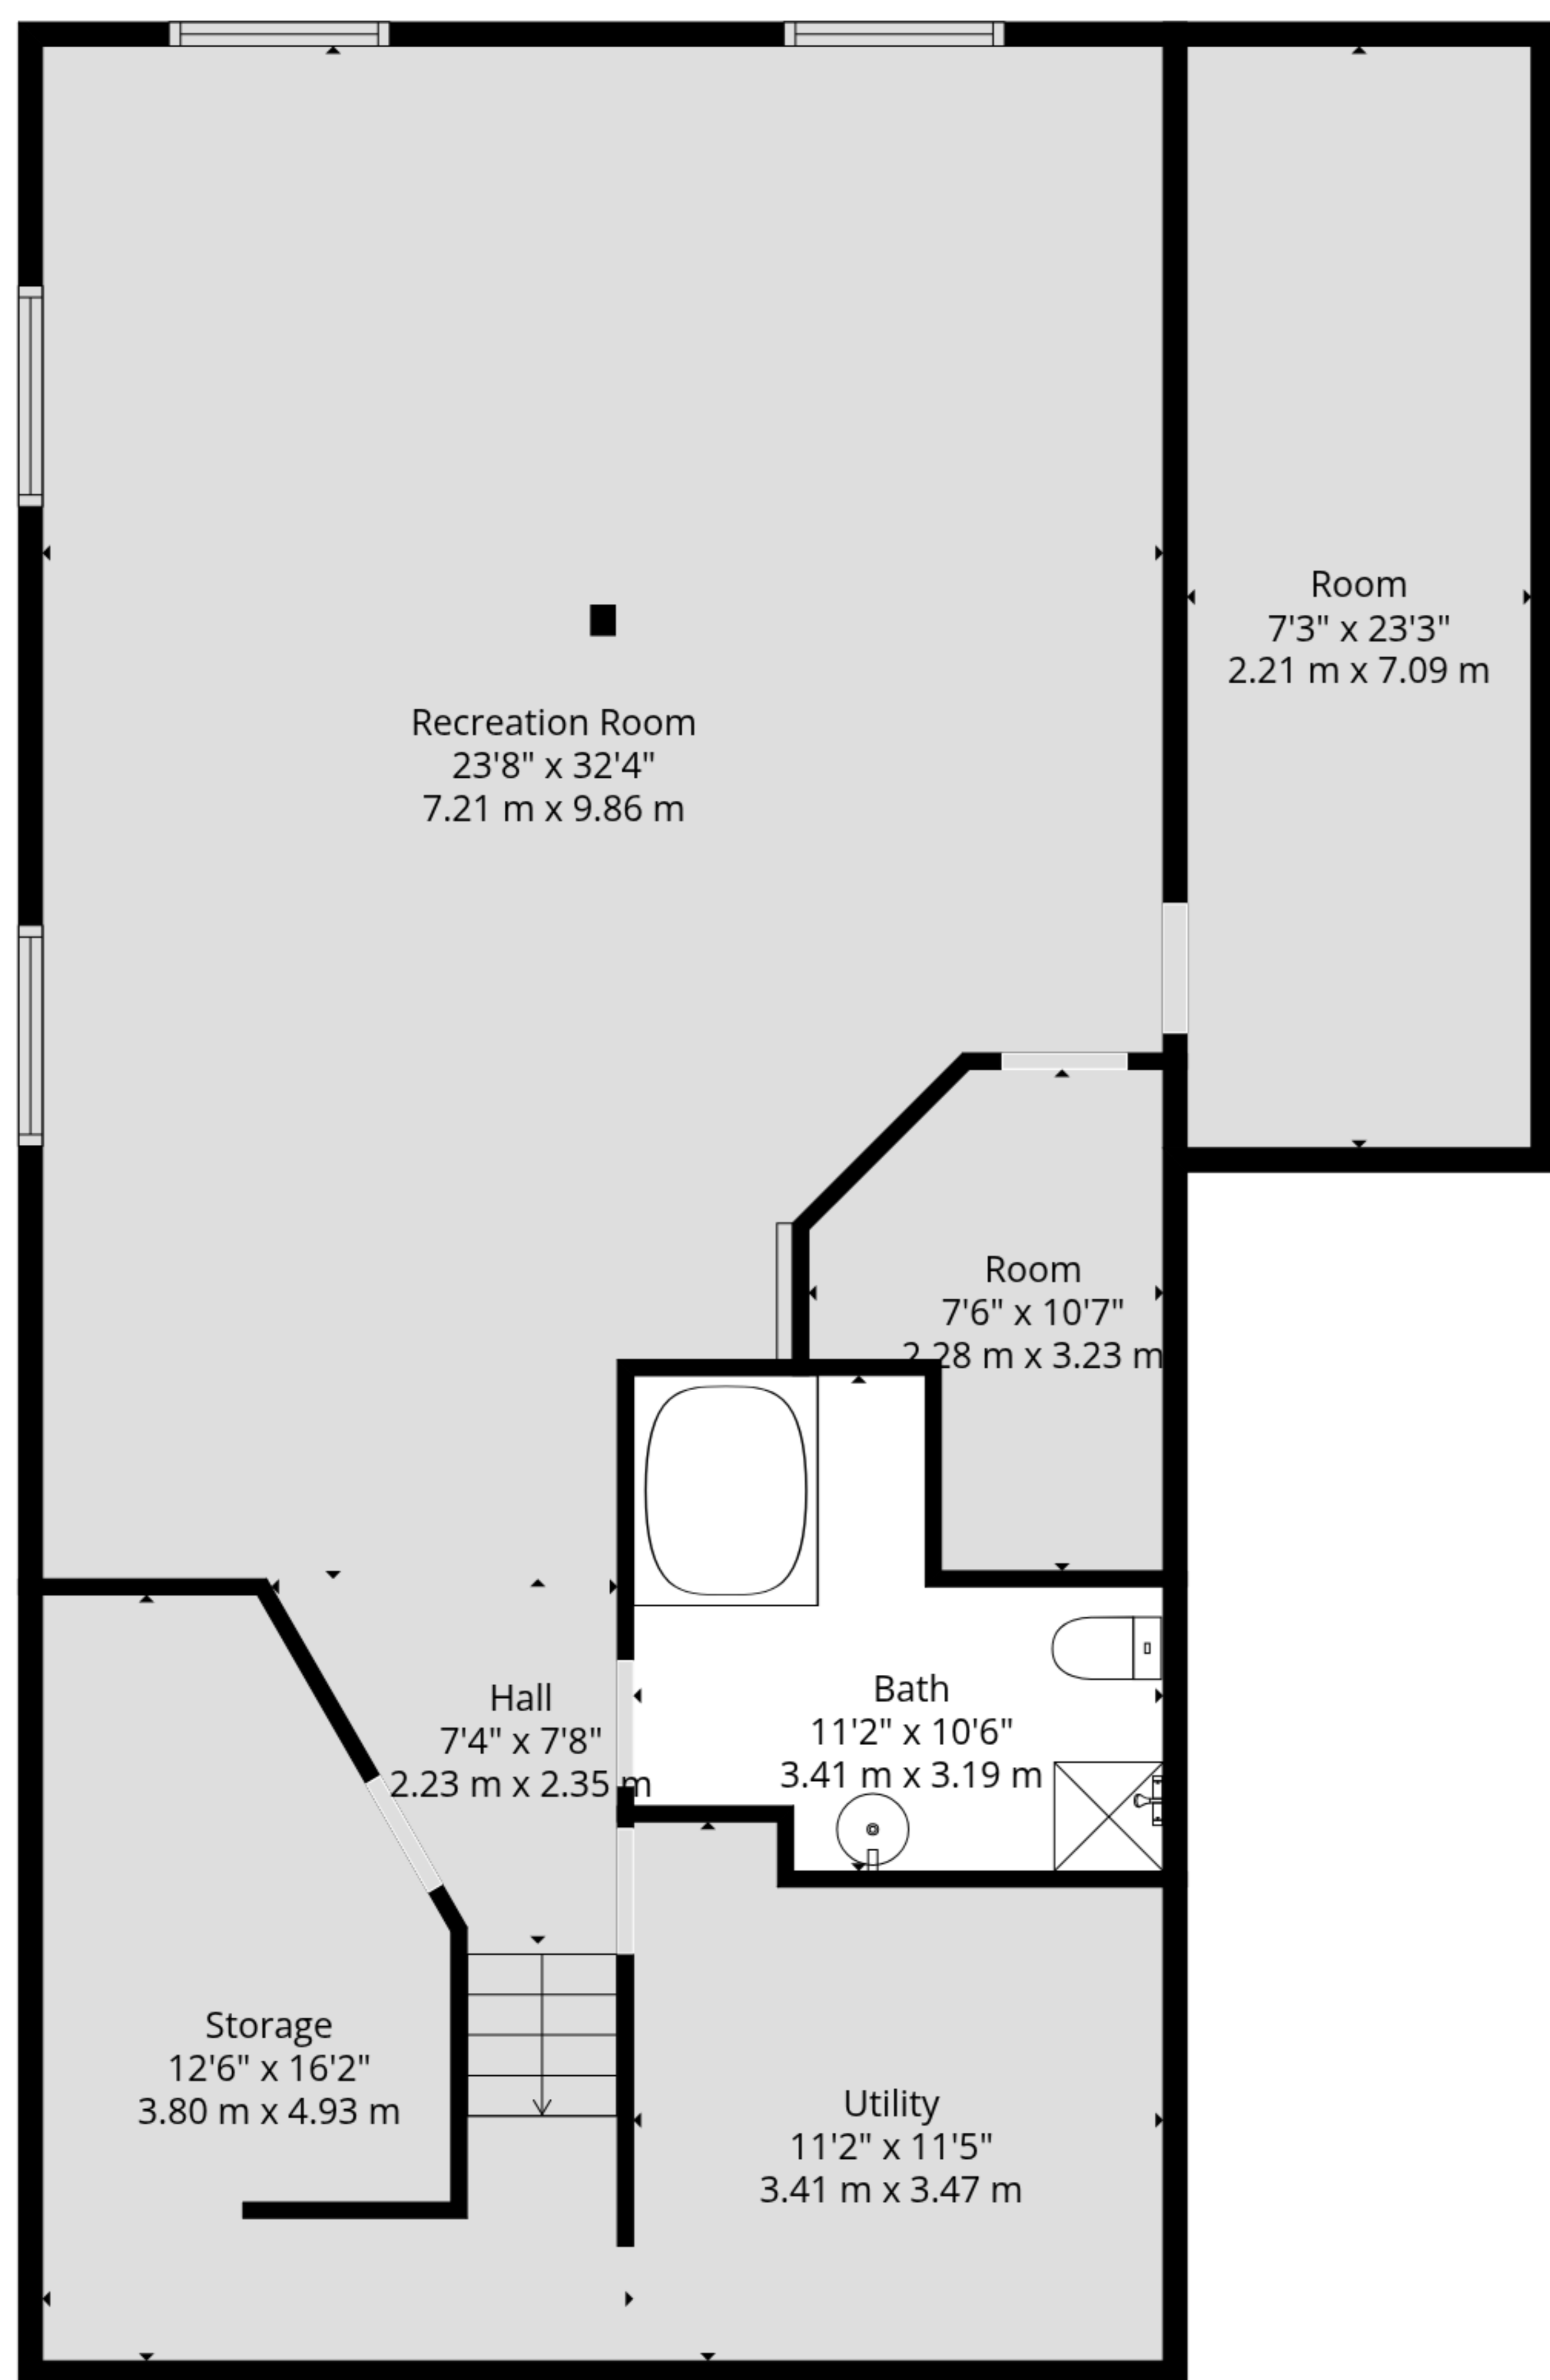 Room
7'3" x 23'3"
2.21 m x 7.09 m
Recreation Room
23'8" x 32'4"
7.21 m x 9.86 m
Room
7'6" x 10'7"
2.28 m x 3.23 m
Hall
7'4" x 7'8"
2.23 m x 2.35 m
Bath
11'2" x 10'6"
3.41 m x 3.19 m
Storage
12'6" x 16'2"
3.80 m x 4.93 m
Utility
11'2" x 11'5"
3.41 m x 3.47 m